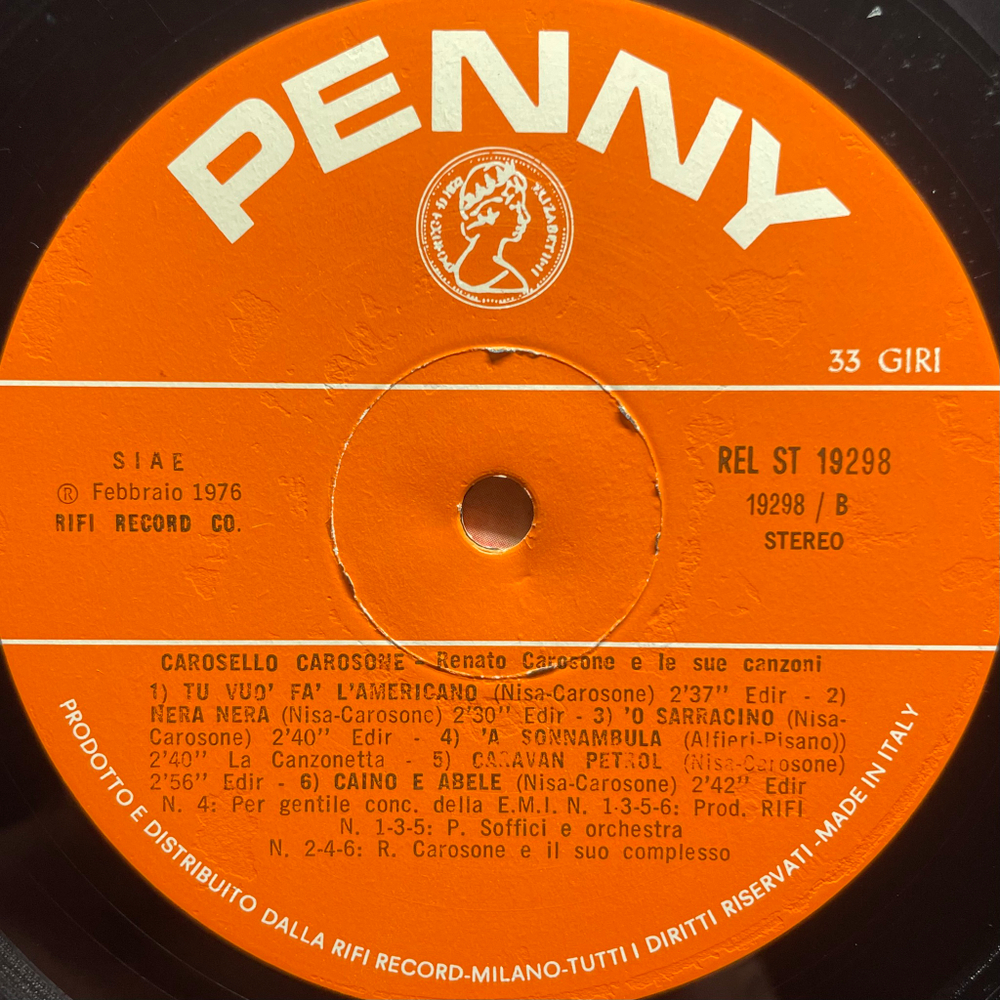 PENNY
33 GIRI
SIAE
Ⓡ Febbraio 1976
RIFI RECORD CO.
REL ST 19298
19298 / B
STEREO
CAROSELLO CAROSONE - Renato Carosone e le sue canzoni
1) TU VUO' FA' L'AMERICANO (Nisa-Carosone) 2'37'' Edir - 2)
NERA NERA (Nisa-Carosone) 2'30'' Edir - 3) 'O SARRACINO (Nisa-
Carosone) 2'40'' Edir - 4) 'A SONNAMBULA (Alfieri-Pisano))
2'40'' La Canzonetta - 5) CARAVAN PETROL (Nisa-Carosone)
2'56'' Edir - 6) CAINO E ABELE (Nisa-Carosone) 2'42'' Edir
N. 4: Per gentile conc. della E.M.I. N. 1-3-5-6: Prod. RIFI
N. 1-3-5: P. Soffici e orchestra
N. 2-4-6: R. Carosone e il suo complesso
PRODOTTO E DISTRIBUITO DALLA RIFI RECORD-MILANO-TUTTI I DIRITTI RISERVATI-MADE IN ITALY